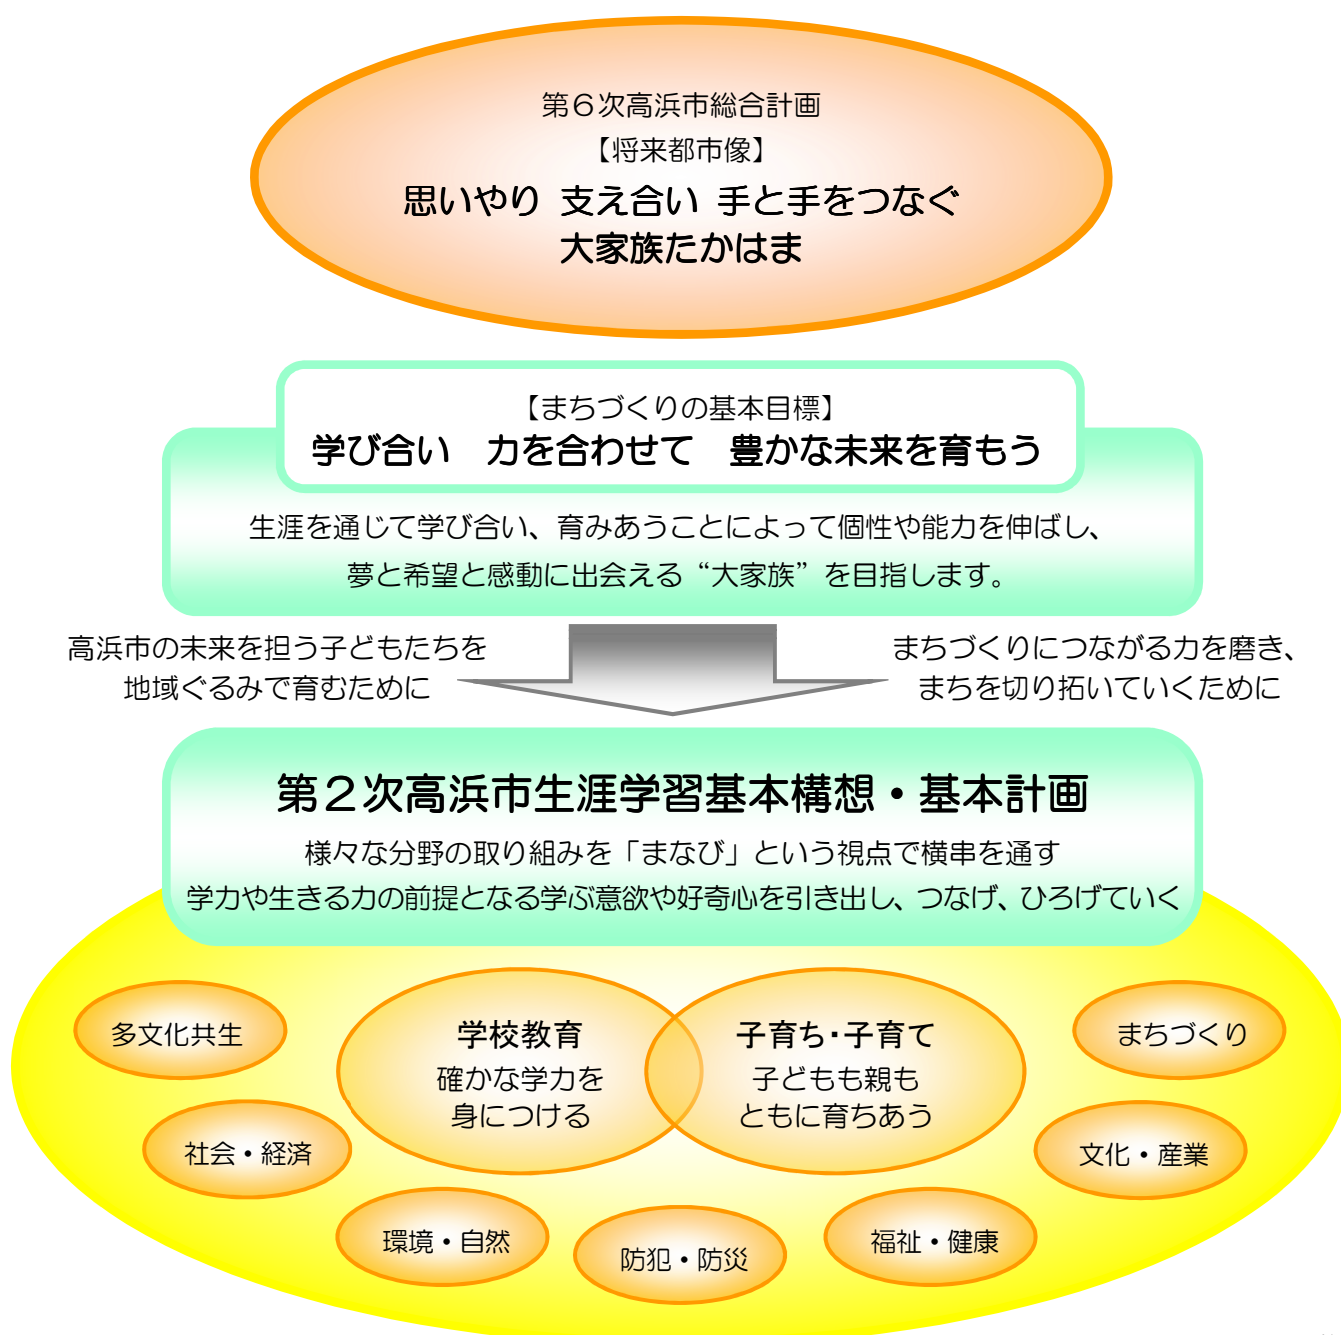 第６次高浜市総合計画
【将来都市像】
思いやり 支え合い 手と手をつなぐ
大家族たかはま
【まちづくりの基本目標】
学び合い　力を合わせて　豊かな未来を育もう
生涯を通じて学び合い、育みあうことによって個性や能力を伸ばし、
夢と希望と感動に出会える“大家族”を目指します。
高浜市の未来を担う子どもたちを
地域ぐるみで育むために
まちづくりにつながる力を磨き、
まちを切り拓いていくために
第２次高浜市生涯学習基本構想・基本計画
様々な分野の取り組みを「まなび」という視点で横串を通す
学力や生きる力の前提となる学ぶ意欲や好奇心を引き出し、つなげ、ひろげていく
多文化共生
学校教育
確かな学力を
身につける
子育ち・子育て
子どもも親も
ともに育ちあう
まちづくり
社会・経済
文化・産業
環境・自然
防犯・防災
福祉・健康